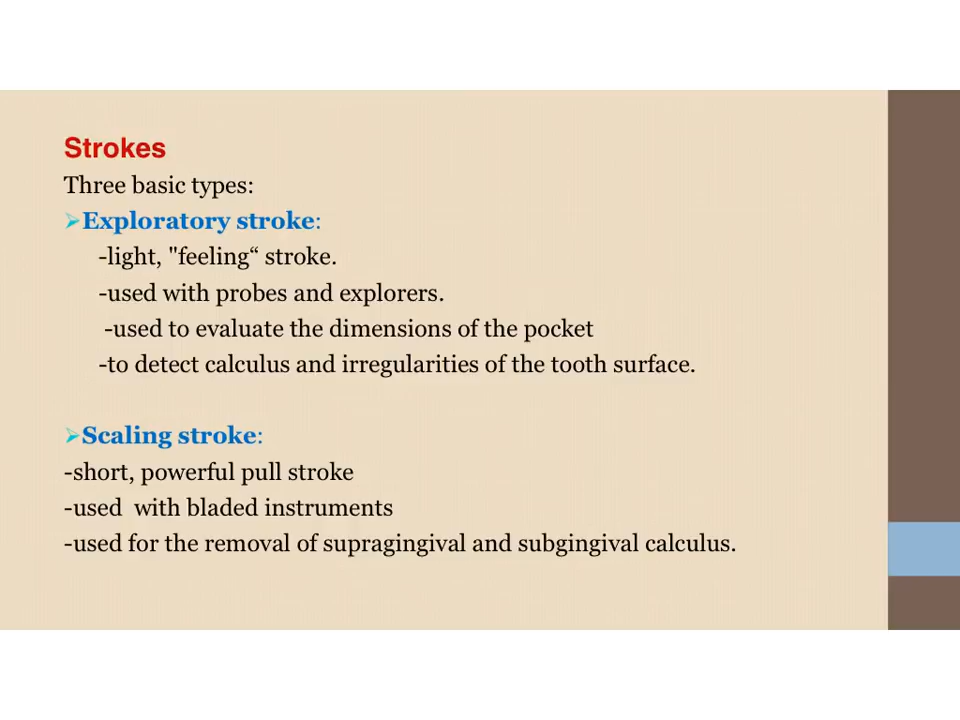 Strokes
Three basic types:
➢Exploratory stroke:
-light, "feeling“ stroke.
-used with probes and explorers.
-used to evaluate the dimensions of the pocket
-to detect calculus and irregularities of the tooth surface.
➢Scaling stroke:
-short, powerful pull stroke
-used  with bladed instruments
-used for the removal of supragingival and subgingival calculus.